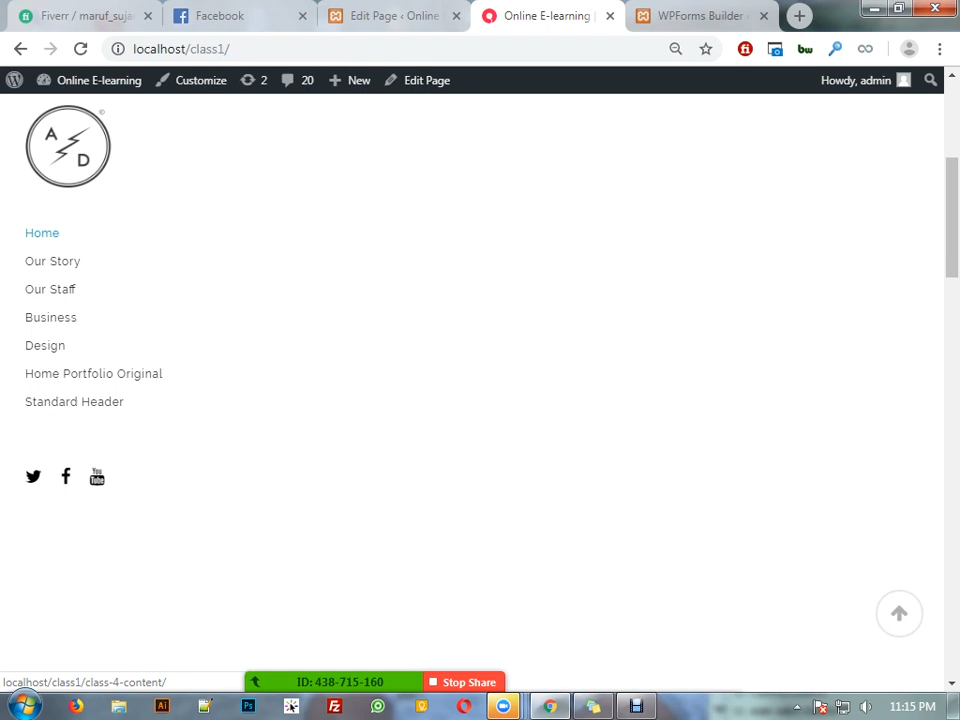 Fiverr / maruf_suja
Facebook
Edit Page ‹ Online
Online E-learning |
WPForms Builder
localhost/class1/
Online E-learning
Customize
2
20
New
Edit Page
Howdy, admin
A
D
©
Home
Our Story
Our Staff
Business
Design
Home Portfolio Original
Standard Header
You
Tube
localhost/class1/class-4-content/
ID: 438-715-160
Stop Share
11:15 PM